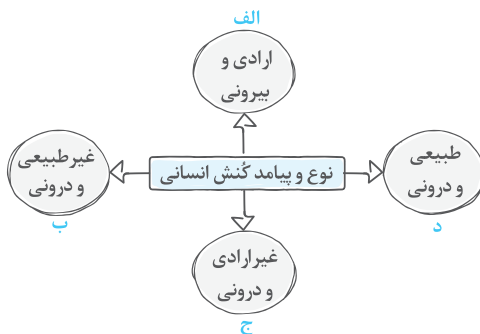 الف
ارادی و
بیرونی
طبیعی
و درونی
د
نوع و پیامد کُنش انسانی
غیرطبیعی
و درونی
ب
غیرارادی
و درونی
ج